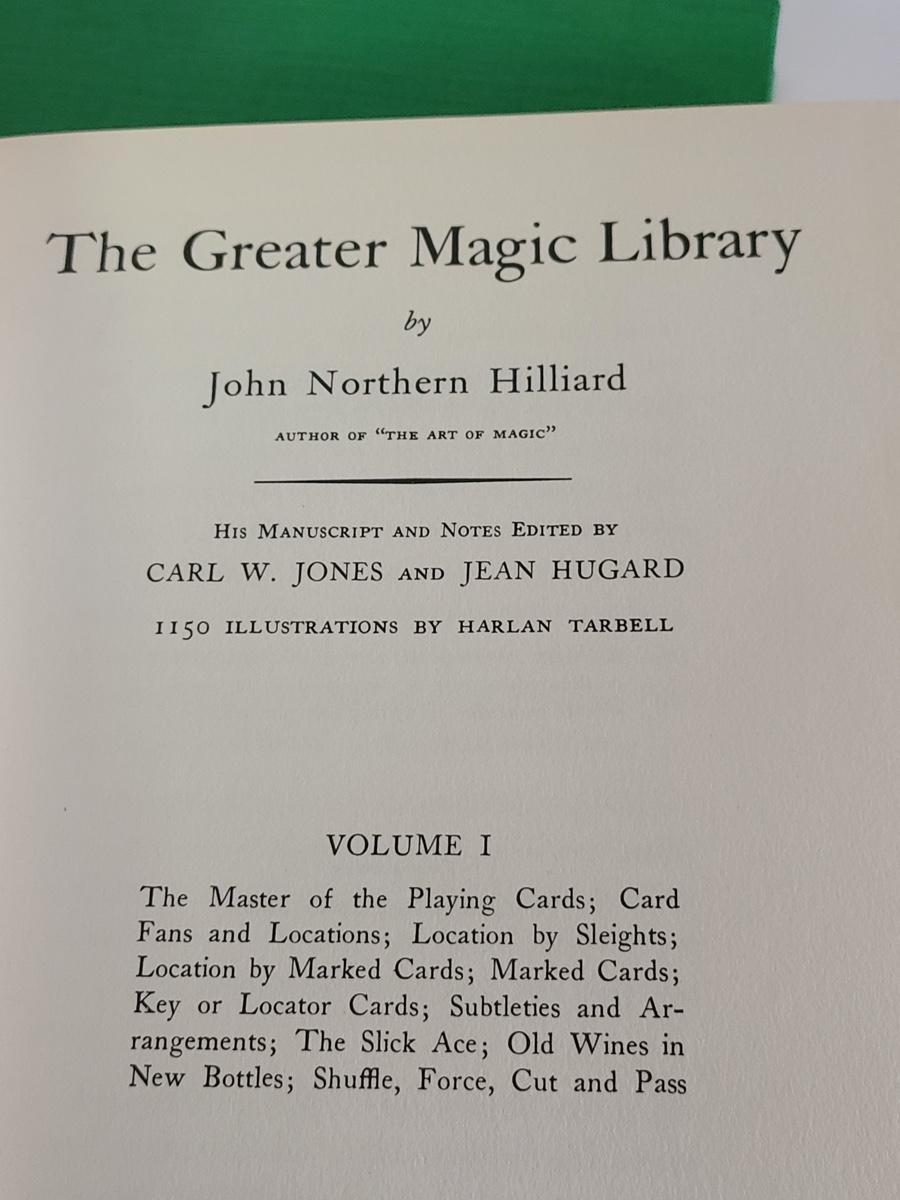 The Greater Magic Library
by
John Northern Hilliard
AUTHOR OF “THE ART OF MAGIC”
His Manuscript and Notes Edited by
CARL W. JONES AND JEAN HUGARD
1150 ILLUSTRATIONS BY HARLAN TARBELL
VOLUME I
The Master of the Playing Cards; Card
Fans and Locations; Location by Sleights;
Location by Marked Cards; Marked Cards;
Key or Locator Cards; Subtleties and Ar-
rangements; The Slick Ace; Old Wines in
New Bottles; Shuffle, Force, Cut and Pass